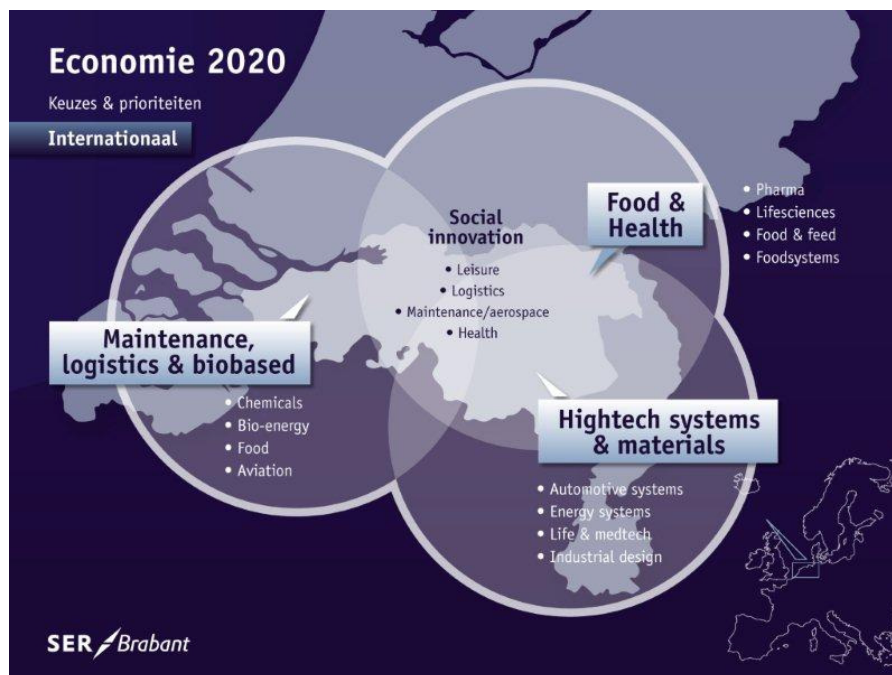 Economie 2020
Keuzes & prioriteiten
Internationaal
Social
innovation
• Leisure
• Logistics
• Maintenance/aerospace
• Health
Food &
Health
• Pharma
• Lifesciences
• Food & feed
• Foodsystems
Maintenance,
logistics & biobased
• Chemicals
• Bio-energy
• Food
• Aviation
Hightech systems
& materials
• Automotive systems
• Energy systems
• Life & medtech
• Industrial design
SER Brabant